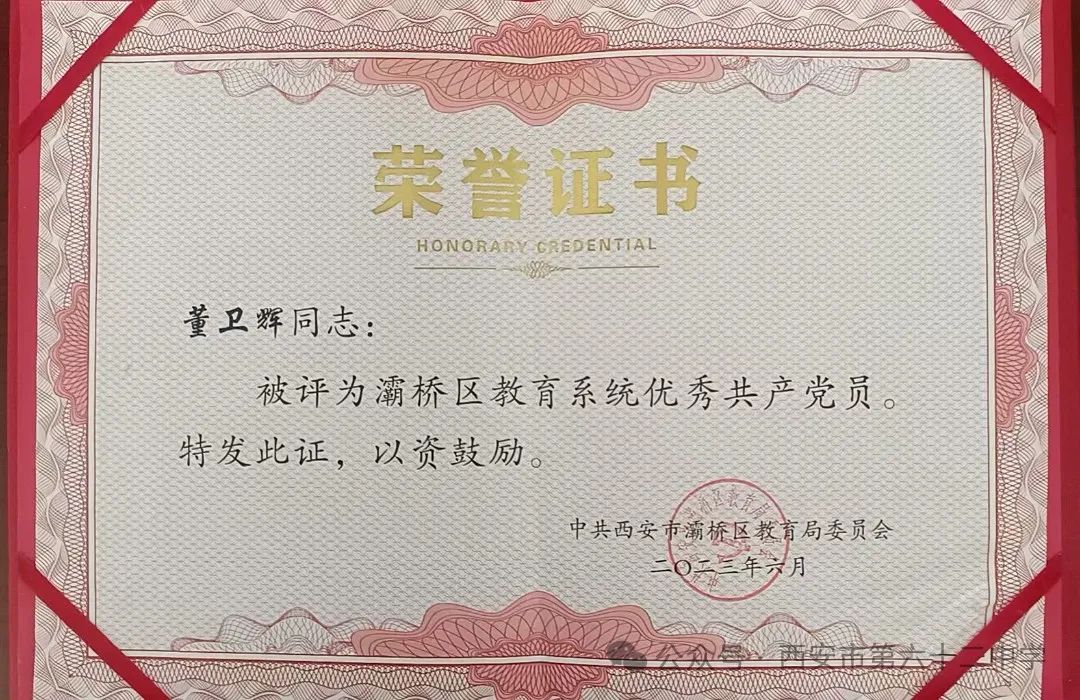 荣誉证书
HONORARY CREDENTIAL
董卫辉同志：
被评为灞桥区教育系统优秀共产党员。
特发此证，以资鼓励。
中共西安市灞桥区教育局委员会
二〇二三年六月
公众号·西安市第六十二中学